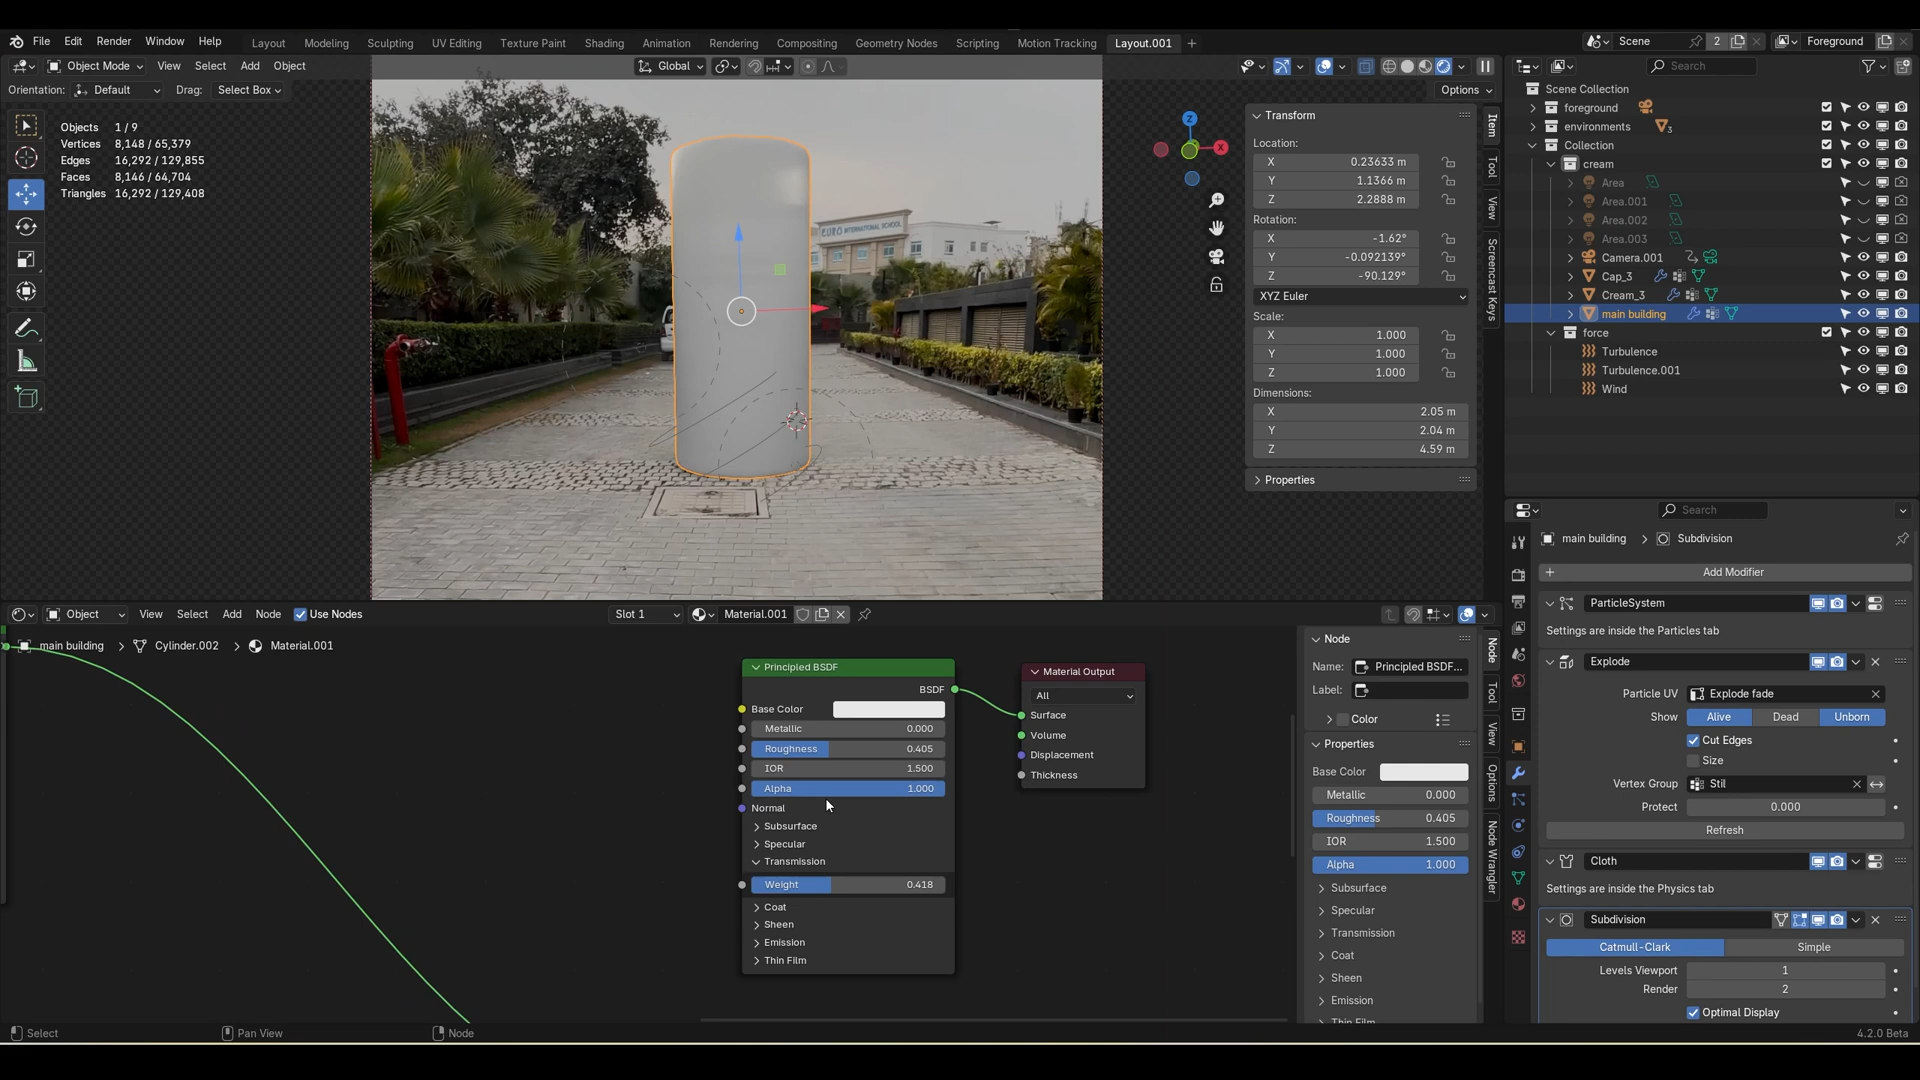 File Edit Render Window Help Layout Modeling Sculpting UV Editing Texture Paint Shading Animation Rendering Compositing Geometry Nodes Scripting Motion Tracking Layout.001 Scene 2 Foreground
Object Mode View Select Add Object Global Search
Orientation: Default Drag: Select Box Options
Objects 1 / 9
Vertices 8,148 / 65,379
Edges 16,292 / 129,855
Faces 8,146 / 64,704
Triangles 16,292 / 129,408
EURO INTERNATIONAL SCHOOL
Z
X
Transform
Location:
X 0.23633 m
Y 1.1366 m
Z 2.2888 m
Rotation:
X -1.62°
Y -0.092139°
Z -90.129°
XYZ Euler
Scale:
X 1.000
Y 1.000
Z 1.000
Dimensions:
X 2.05 m
Y 2.04 m
Z 4.59 m
Properties
Item
Tool
View
Screencast Keys
Scene Collection
foreground
environments 3
Collection
cream
Area
Area.001
Area.002
Area.003
Camera.001
Cap_3
Cream_3
main building
force
Turbulence
Turbulence.001
Wind
Search
main building Subdivision
Add Modifier
ParticleSystem
Settings are inside the Particles tab
Explode
Particle UV Explode fade
Show Alive Dead Unborn
Cut Edges
Size
Vertex Group Stil
Protect 0.000
Refresh
Cloth
Settings are inside the Physics tab
Subdivision
Catmull-Clark Simple
Levels Viewport 1
Render 2
Optimal Display
Object View Select Add Node Use Nodes Slot 1 Material.001
main building Cylinder.002 Material.001
Principled BSDF
BSDF
Base Color
Metallic 0.000
Roughness 0.405
IOR 1.500
Alpha 1.000
Normal
Subsurface
Specular
Transmission
Weight 0.418
Coat
Sheen
Emission
Thin Film
Material Output
All
Surface
Volume
Displacement
Thickness
Node
Name: Principled BSDF...
Label:
Color
Properties
Base Color
Metallic 0.000
Roughness 0.405
IOR 1.500
Alpha 1.000
Subsurface
Specular
Transmission
Coat
Sheen
Emission
Thin Film
Node
Tool
View
Options
Node Wrangler
Select Pan View Node 4.2.0 Beta